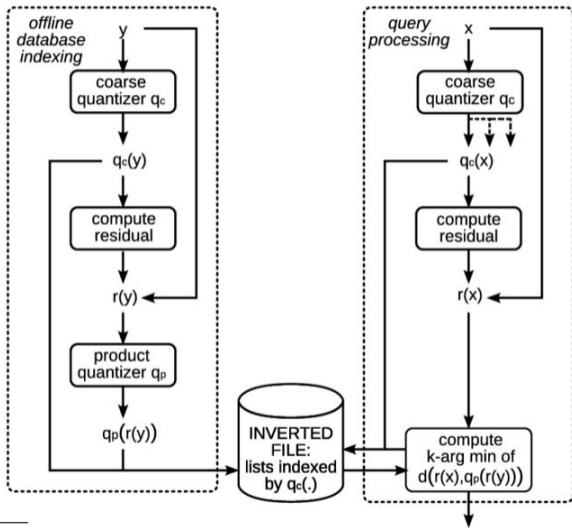 offline
database
indexing
y
coarse
quantizer qc
qc(y)
compute
residual
r(y)
product
quantizer qp
qp(r(y))
INVERTED
FILE:
lists indexed
by qc(.)
query
processing
x
coarse
quantizer qc
qc(x)
compute
residual
r(x)
compute
k-arg min of
d(r(x),qp(r(y)))